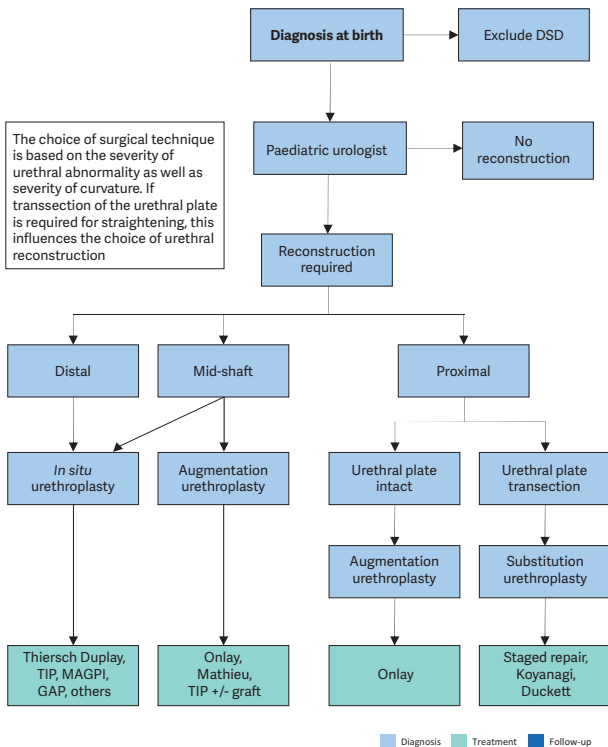 Diagnosis at birth
Exclude DSD
The choice of surgical technique
is based on the severity of
urethral abnormality as well as
severity of curvature. If
transsection of the urethral plate
is required for straightening, this
influences the choice of urethral
reconstruction
Paediatric urologist
No
reconstruction
Reconstruction
required
Distal
Mid-shaft
Proximal
In situ
urethroplasty
Augmentation
urethroplasty
Urethral plate
intact
Urethral plate
transection
Augmentation
urethroplasty
Substitution
urethroplasty
Thiersch Duplay,
TIP, MAGPI,
GAP, others
Onlay,
Mathieu,
TIP +/- graft
Onlay
Staged repair,
Koyanagi,
Duckett
Diagnosis
Treatment
Follow-up